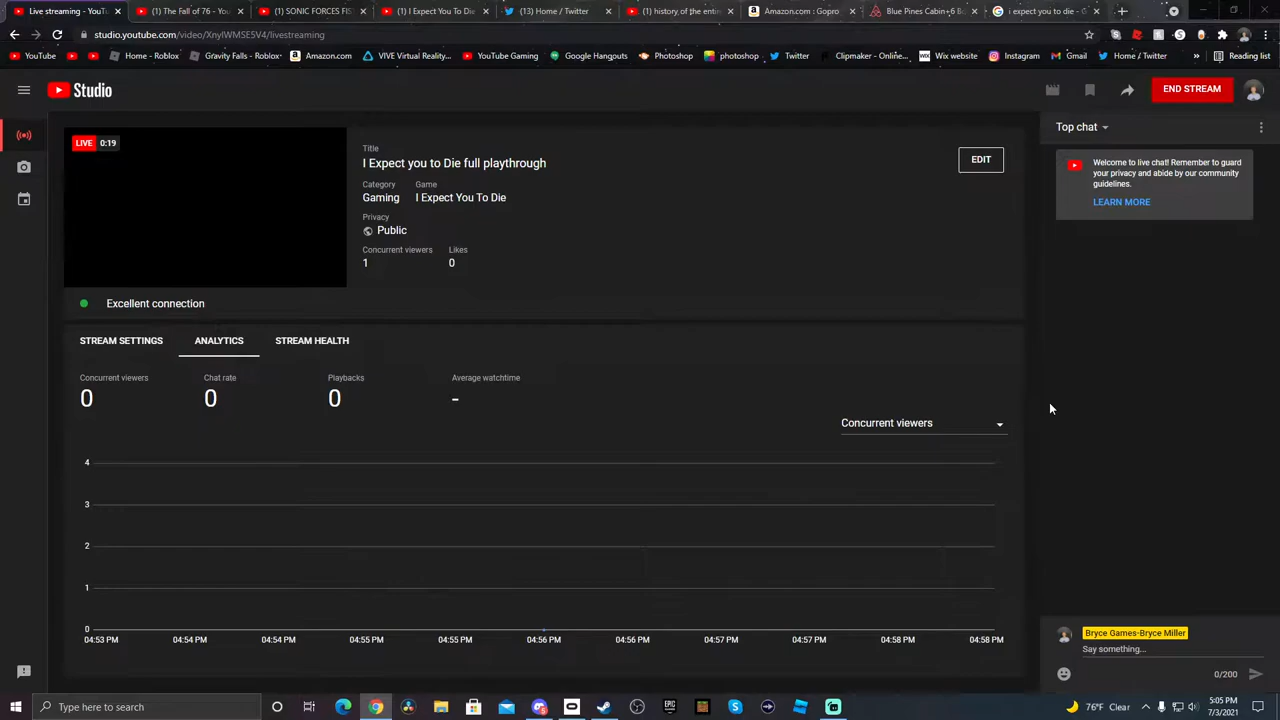 Live streaming - YouT
(1) The Fall of 76 - You
(1) SONIC FORCES FIS
(1) I Expect You To Die
(13) Home / Twitter
(1) history of the entir
Amazon.com : Gopro
Blue Pines Cabin+6 B
i expect you to die -
studio.youtube.com/video/XnyIWMSE5V4/livestreaming
YouTube
Home - Roblox
Gravity Falls - Roblox
Amazon.com
VIVE Virtual Reality...
YouTube Gaming
Google Hangouts
Photoshop
photoshop
Twitter
Clipmaker - Online...
Wix website
Instagram
Gmail
Home / Twitter
»
Reading list
Studio
END STREAM
LIVE 0:19
Title
I Expect you to Die full playthrough
EDIT
Category Game
Gaming I Expect You To Die
Privacy
Public
Concurrent viewers Likes
1 0
Excellent connection
Top chat
Welcome to live chat! Remember to guard
your privacy and abide by our community
guidelines.
LEARN MORE
STREAM SETTINGS ANALYTICS STREAM HEALTH
Concurrent viewers Chat rate Playbacks Average watchtime
0 0 0 -
Concurrent viewers
4
3
2
1
0
04:53 PM 04:54 PM 04:54 PM 04:55 PM 04:55 PM 04:56 PM 04:56 PM 04:57 PM 04:57 PM 04:58 PM 04:58 PM
Bryce Games-Bryce Miller
Say something...
0/200
Type here to search
76°F Clear
5:05 PM
7/3/2021